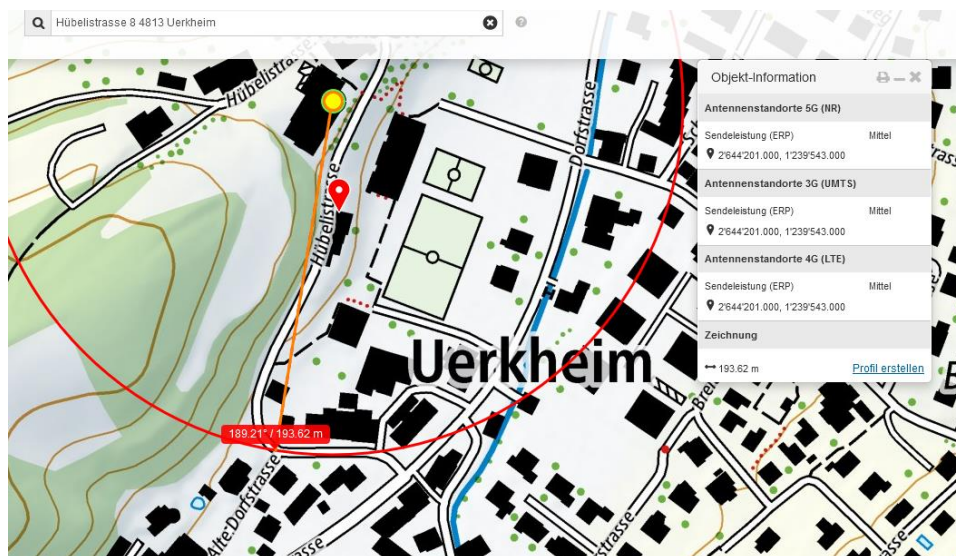 Hübelistrasse 8 4813 Uerkheim
Objekt-Information
Antennenstandorte 5G (NR)
Sendeleistung (ERP) Mittel
2'644'201.000, 1'239'543.000
Antennenstandorte 3G (UMTS)
Sendeleistung (ERP) Mittel
2'644'201.000, 1'239'543.000
Antennenstandorte 4G (LTE)
Sendeleistung (ERP) Mittel
2'644'201.000, 1'239'543.000
Zeichnung
193.62 m Profil erstellen
Hübelistrasse
Dorfstrasse
Hübelistrasse
Uerkheim
189.21° / 193.62 m
Alte Dorfstrasse